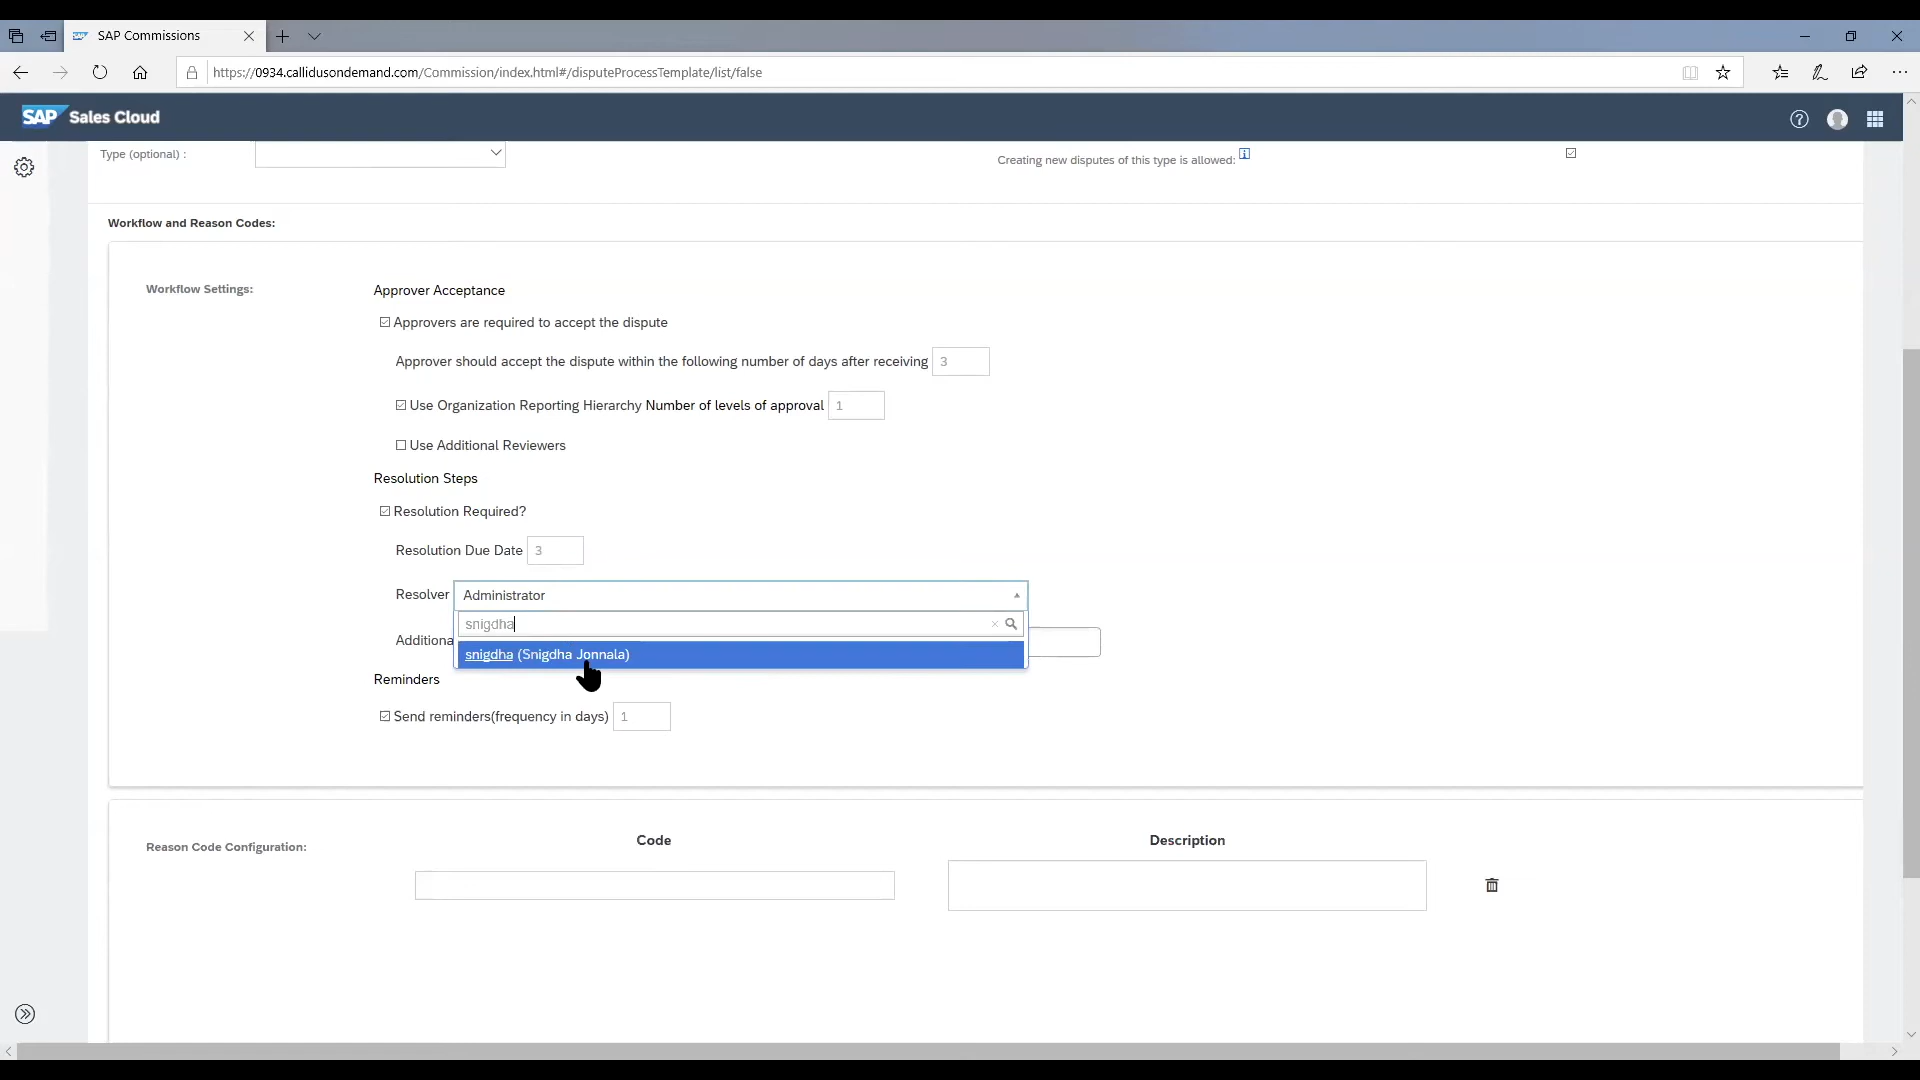 SAP Commissions
https://0934.callidusondemand.com/Commission/index.html#/disputeProcessTemplate/list/false
SAP Sales Cloud
Type (optional) :
Creating new disputes of this type is allowed:
Workflow and Reason Codes:
Workflow Settings:
Approver Acceptance
Approvers are required to accept the dispute
Approver should accept the dispute within the following number of days after receiving 3
Use Organization Reporting Hierarchy Number of levels of approval 1
Use Additional Reviewers
Resolution Steps
Resolution Required?
Resolution Due Date 3
Resolver Administrator
snigdha
Additiona
snigdha (Snigdha Jonnala)
Reminders
Send reminders(frequency in days) 1
Reason Code Configuration:
Code
Description